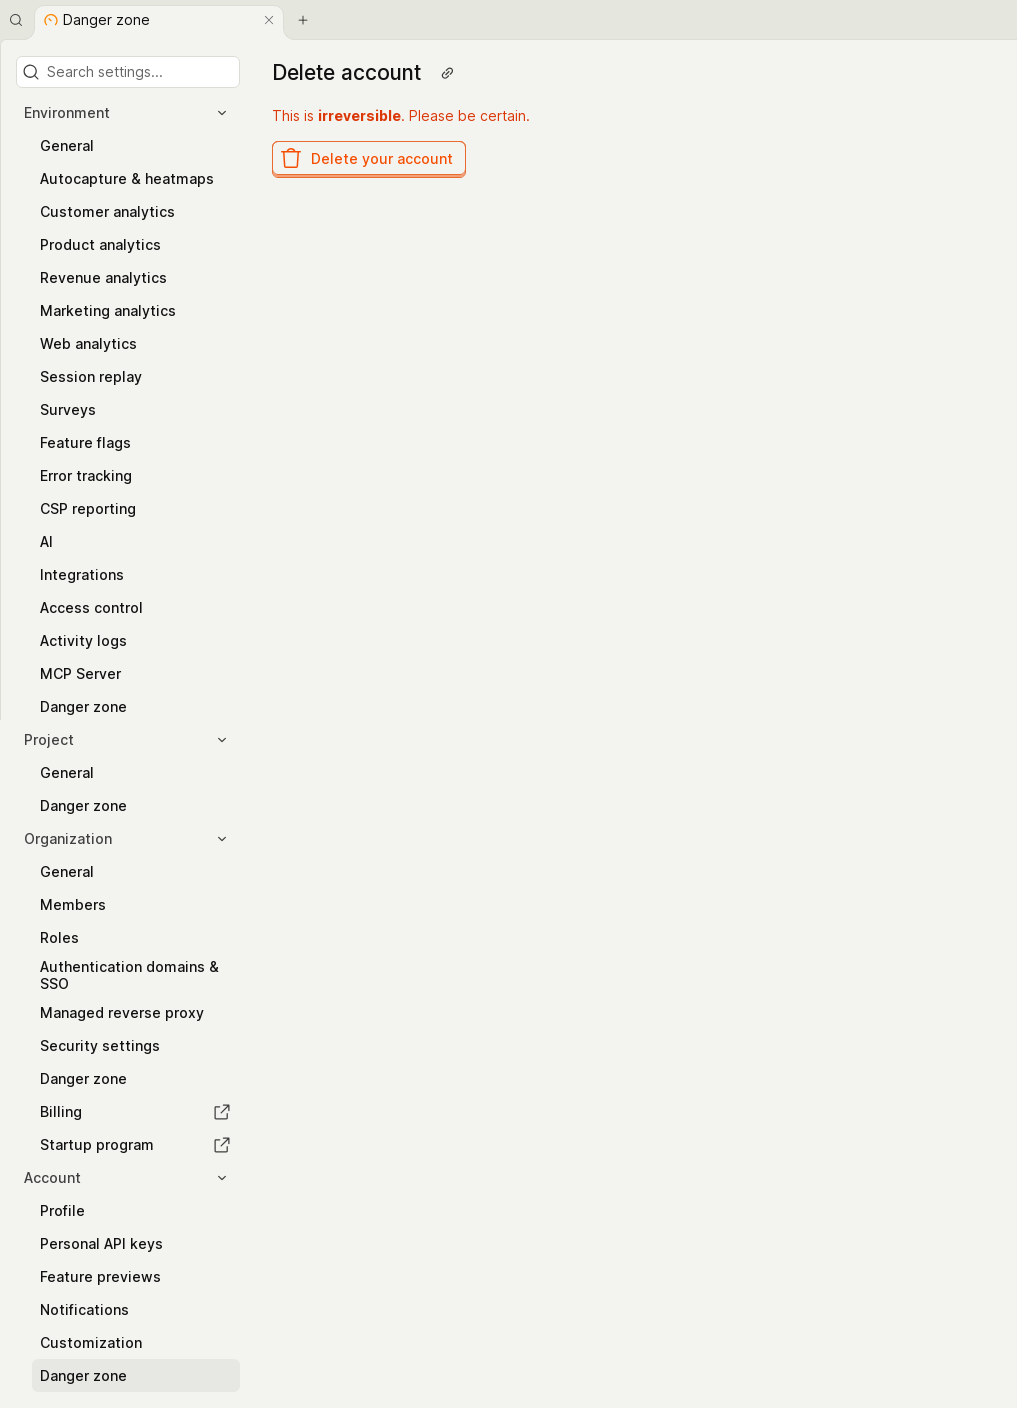 Danger zone
Search settings...
Environment
General
Autocapture & heatmaps
Customer analytics
Product analytics
Revenue analytics
Marketing analytics
Web analytics
Session replay
Surveys
Feature flags
Error tracking
CSP reporting
AI
Integrations
Access control
Activity logs
MCP Server
Danger zone
Project
General
Danger zone
Organization
General
Members
Roles
Authentication domains &
SSO
Managed reverse proxy
Security settings
Danger zone
Billing
Startup program
Account
Profile
Personal API keys
Feature previews
Notifications
Customization
Danger zone
Delete account
This is irreversible. Please be certain.
Delete your account